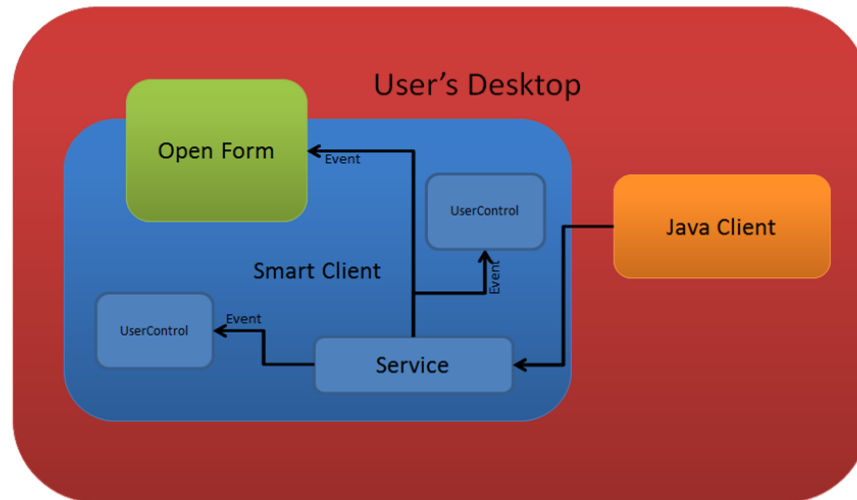 User's Desktop
Open Form
Event
UserControl
Java Client
Smart Client
Event
Event
UserControl
Service